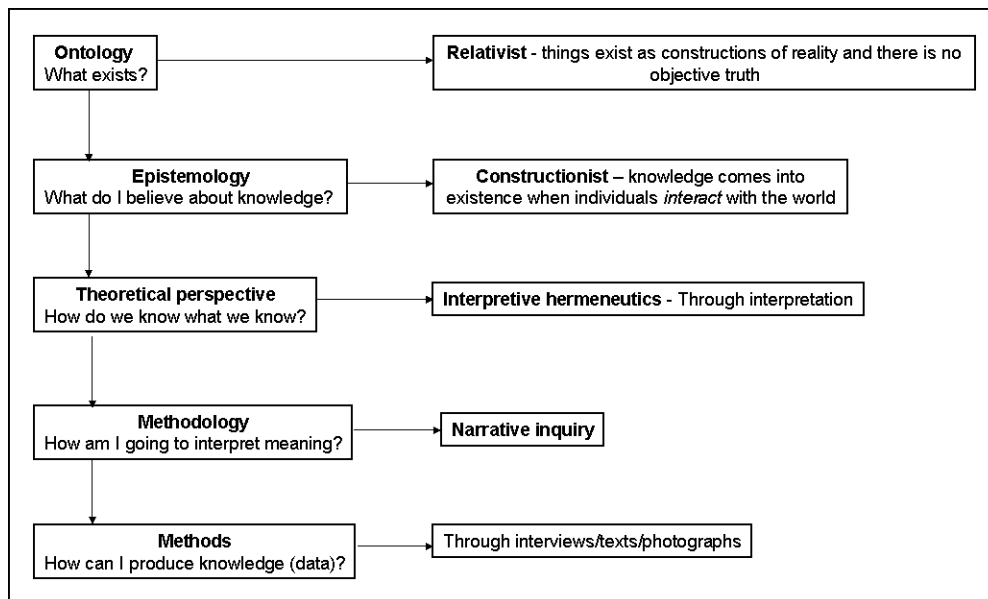 Ontology
What exists?
Relativist - things exist as constructions of reality and there is no
objective truth
Epistemology
What do I believe about knowledge?
Constructionist – knowledge comes into
existence when individuals interact with the world
Theoretical perspective
How do we know what we know?
Interpretive hermeneutics - Through interpretation
Methodology
How am I going to interpret meaning?
Narrative inquiry
Methods
How can I produce knowledge (data)?
Through interviews/texts/photographs